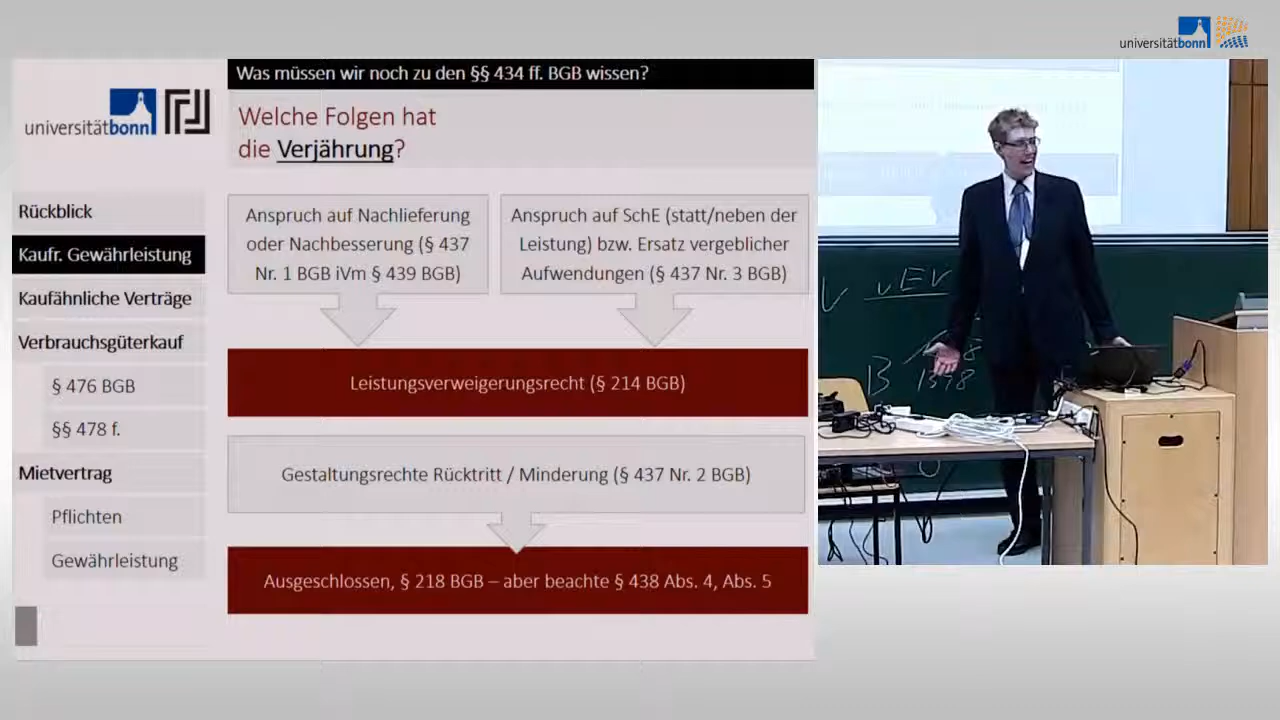 universitätbonn
Was müssen wir noch zu den §§ 434 ff. BGB wissen?
universitätbonn
Welche Folgen hat
die Verjährung?
Rückblick
Kaufr. Gewährleistung
Kaufähnliche Verträge
Verbrauchsgüterkauf
§ 476 BGB
§§ 478 f.
Mietvertrag
Pflichten
Gewährleistung
Anspruch auf Nachlieferung
oder Nachbesserung (§ 437
Nr. 1 BGB iVm § 439 BGB)
Anspruch auf SchE (statt/neben der
Leistung) bzw. Ersatz vergeblicher
Aufwendungen (§ 437 Nr. 3 BGB)
Leistungsverweigerungsrecht (§ 214 BGB)
Gestaltungsrechte Rücktritt / Minderung (§ 437 Nr. 2 BGB)
Ausgeschlossen, § 218 BGB – aber beachte § 438 Abs. 4, Abs. 5
V vEV
B 1598